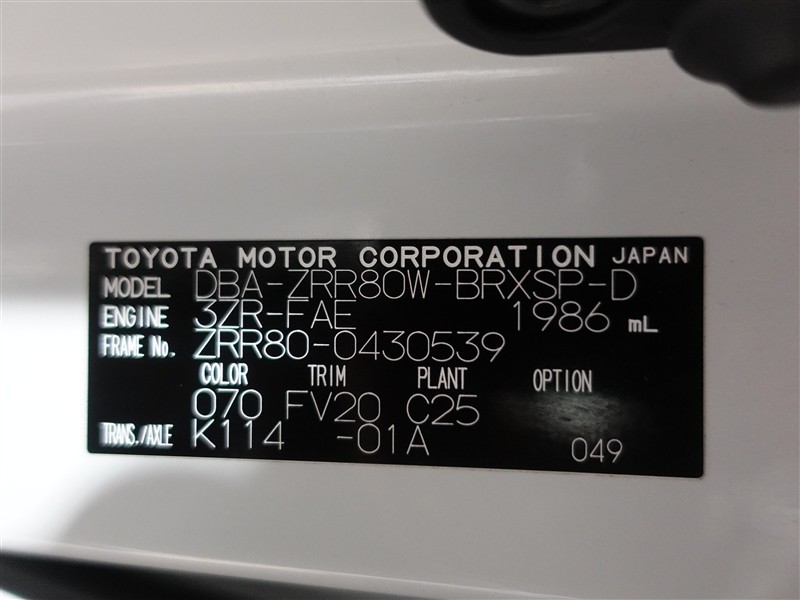 TOYOTA MOTOR CORPORATION JAPAN
MODEL DBA-ZRR80W-BRXSP-D
ENGINE 3ZR-FAE 1986 mL
FRAME No. ZRR80-0430539
COLOR TRIM PLANT OPTION
070 FV20 C25
TRANS./AXLE K114 -01A 049